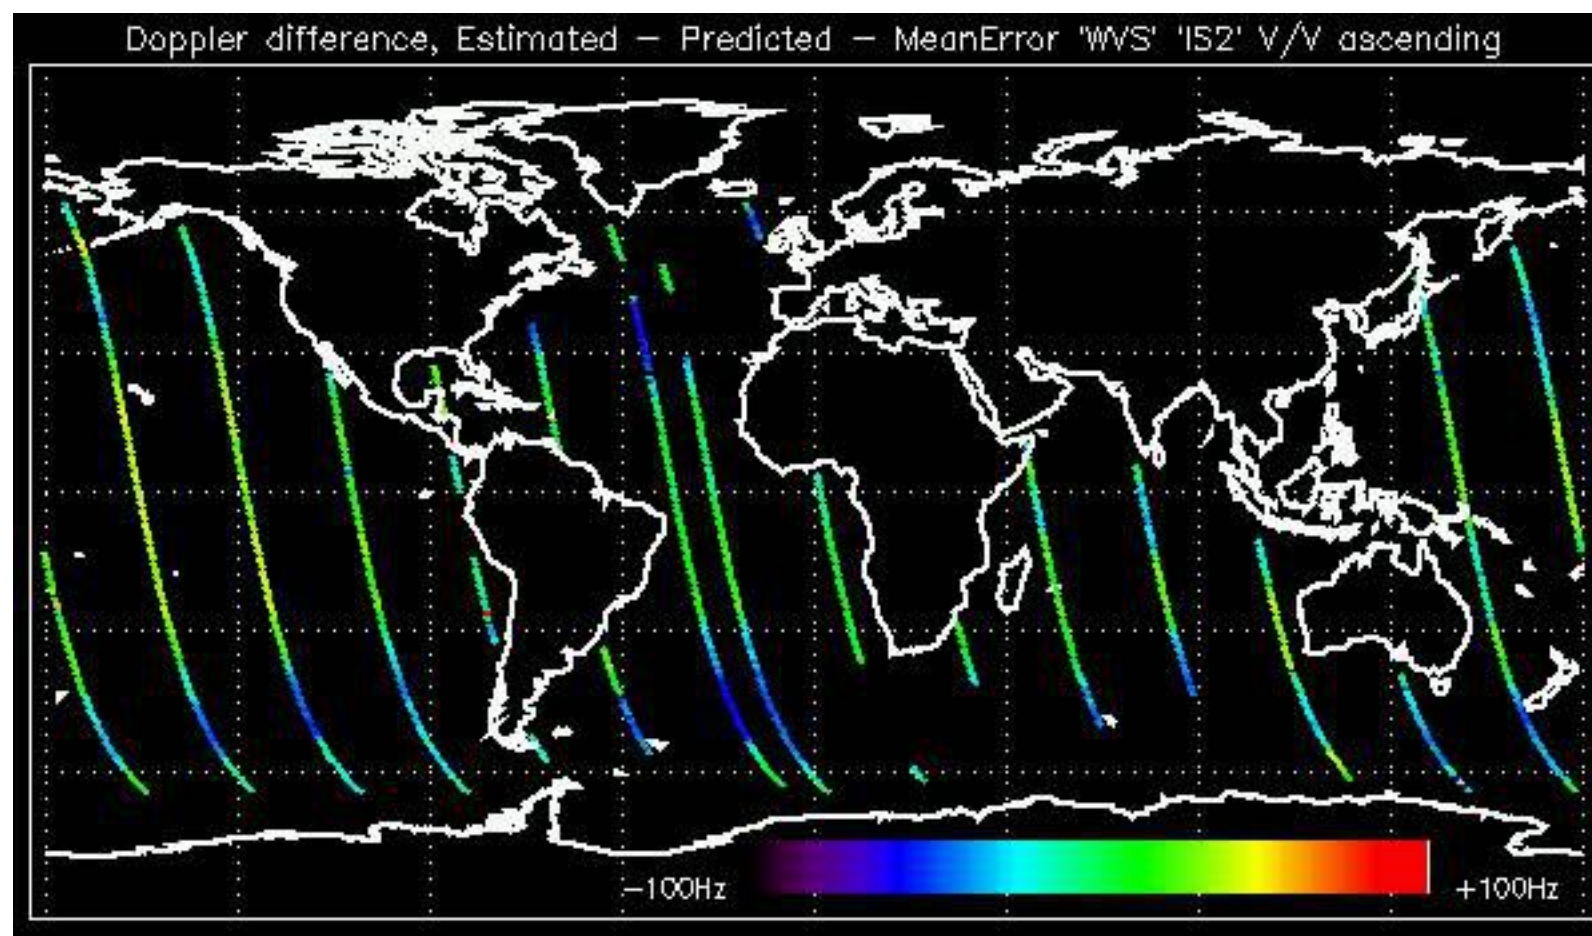 Doppler difference, Estimated – Predicted – MeanError 'WVS' 'IS2' V/V ascending
−100Hz
+100Hz